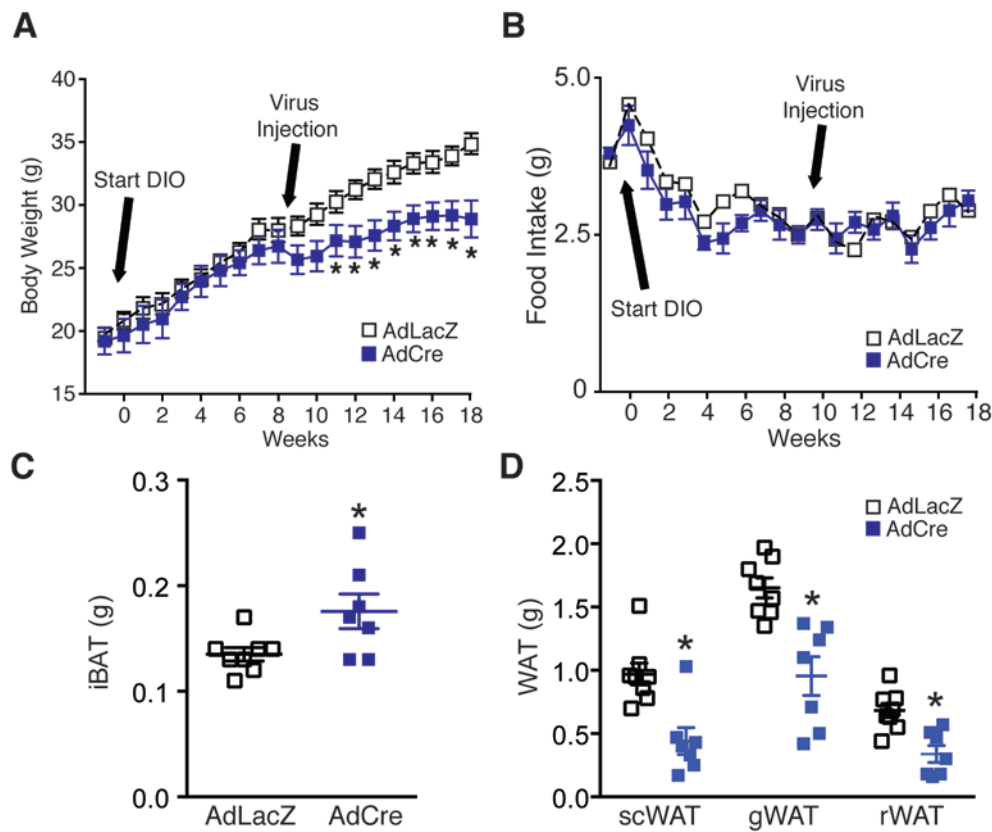 A
Body Weight (g)
40
35
30
25
20
15
Start DIO
Virus
Injection
* * * * * * * *
AdLacZ
AdCre
0 2 4 6 8 10 12 14 16 18
Weeks
B
Food Intake (g)
5.0
2.5
0
Virus
Injection
Start DIO
AdLacZ
AdCre
0 2 4 6 8 10 12 14 16 18
Weeks
C
iBAT (g)
0.3
0.2
0.1
0.0
*
AdLacZ AdCre
D
WAT (g)
2.5
2.0
1.5
1.0
0.5
0.0
AdLacZ
AdCre
* * *
scWAT gWAT rWAT